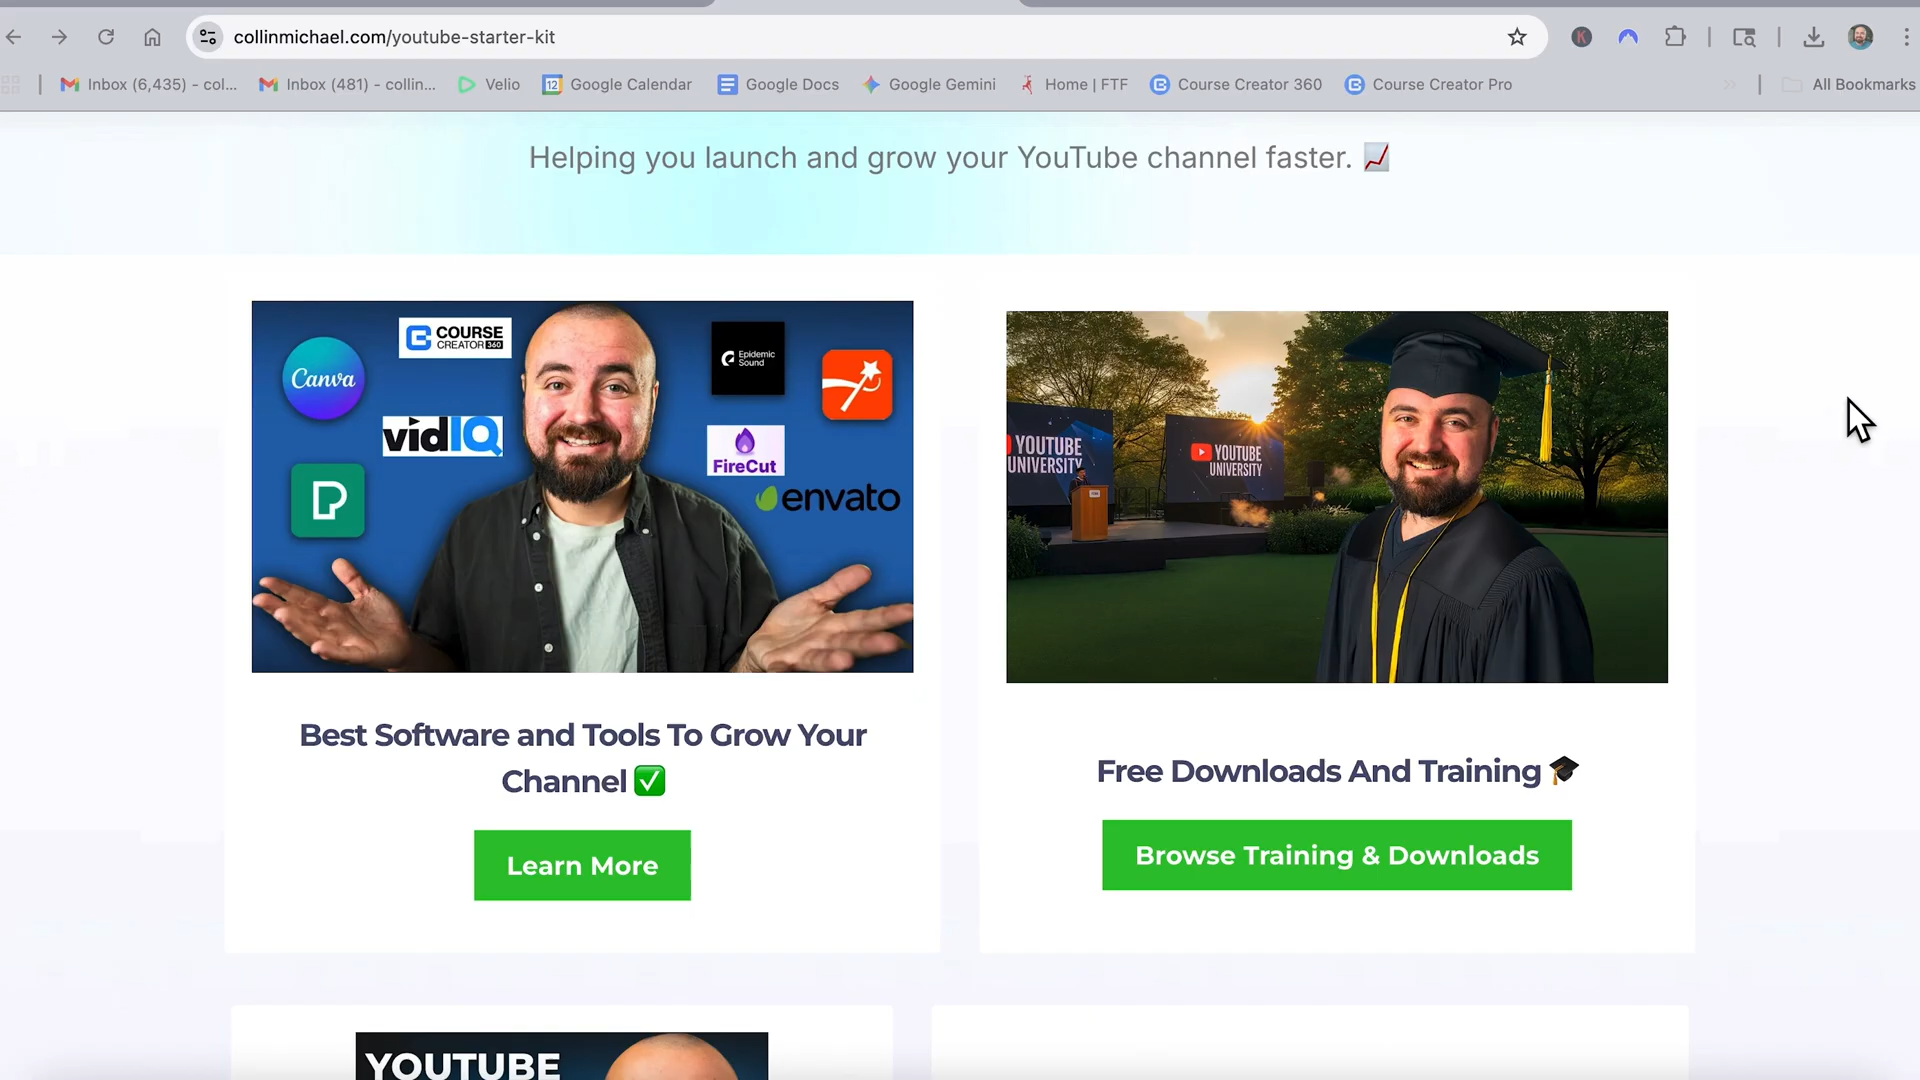 collinmichael.com/youtube-starter-kit
Inbox (6,435) - col...
Inbox (481) - collin...
Velio
12
Google Calendar
Google Docs
Google Gemini
Home | FTF
Course Creator 360
Course Creator Pro
All Bookmarks
K
Helping you launch and grow your YouTube channel faster.
Canva
COURSE
CREATOR 360
Epidemic
Sound
vidIQ
FireCut
envato
YOUTUBE
UNIVERSITY
YOUTUBE
UNIVERSITY
Best Software and Tools To Grow Your
Channel
Learn More
Free Downloads And Training
Browse Training & Downloads
YOUTUBE